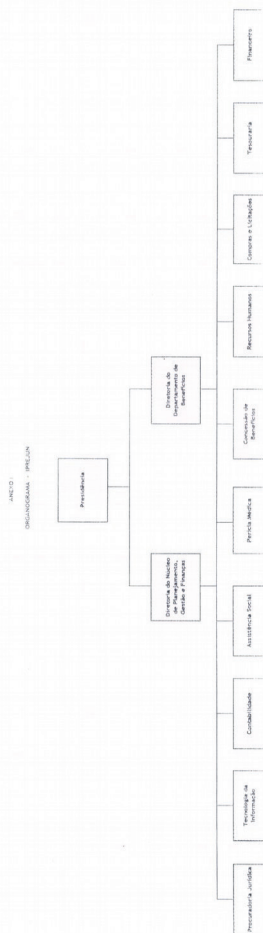 ANEXO I
ORGANOGRAMA - IPREJUN
Presidência
Diretoria do Núcleo
de Planejamento,
Gestão e Finanças
Diretoria do
Departamento de
Benefícios
Procuradoria Jurídica
Tecnologia da
Informação
Contabilidade
Assistência Social
Perícia Médica
Concessão de
Benefícios
Recursos Humanos
Compras e Licitações
Tesouraria
Financeiro